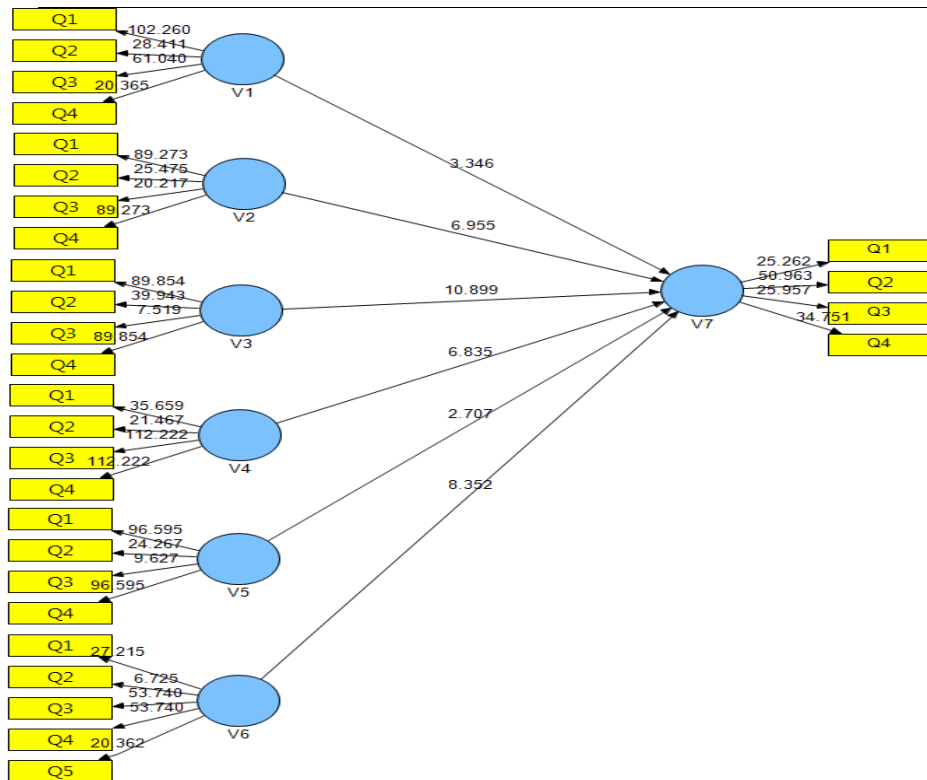 Q1
102.260
Q2
28.411
61.040
Q3
20.365
Q4
V1
Q1
89.273
Q2
25.475
20.217
Q3
89.273
Q4
V2
Q1
89.854
Q2
39.943
7.519
Q3
89.854
Q4
V3
Q1
35.659
Q2
21.467
112.222
Q3
112.222
Q4
V4
Q1
96.595
Q2
24.267
9.627
Q3
96.595
Q4
V5
Q1
27.215
Q2
6.725
53.740
Q3
53.740
Q4
20.362
Q5
V6
3.346
6.955
10.899
6.835
2.707
8.352
V7
Q1
25.262
50.963
Q2
25.957
Q3
34.751
Q4